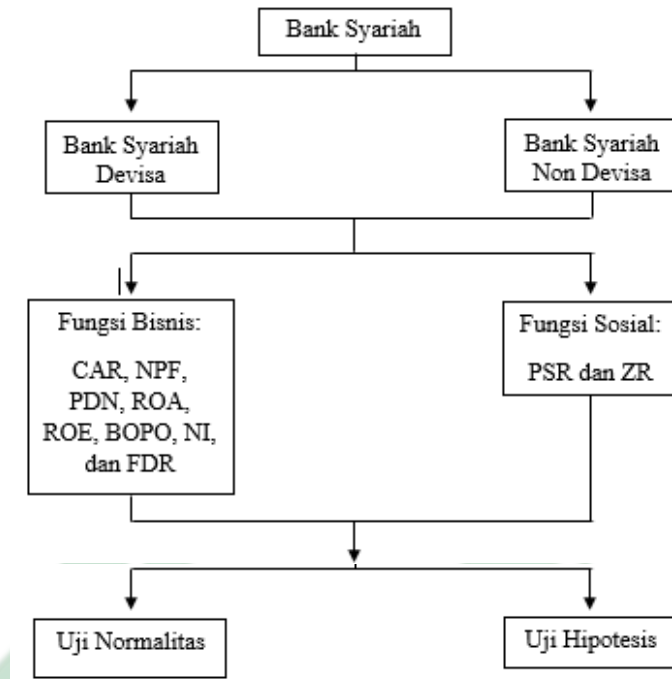 Bank Syariah
Bank Syariah
Devisa
Bank Syariah
Non Devisa
Fungsi Bisnis:
CAR, NPF,
PDN, ROA,
ROE, BOPO, NI,
dan FDR
Fungsi Sosial:
PSR dan ZR
Uji Normalitas
Uji Hipotesis